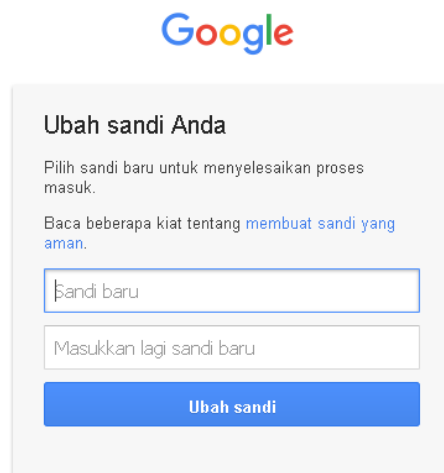 Google
Ubah sandi Anda
Pilih sandi baru untuk menyelesaikan proses
masuk.
Baca beberapa kiat tentang membuat sandi yang
aman.
Sandi baru
Masukkan lagi sandi baru
Ubah sandi